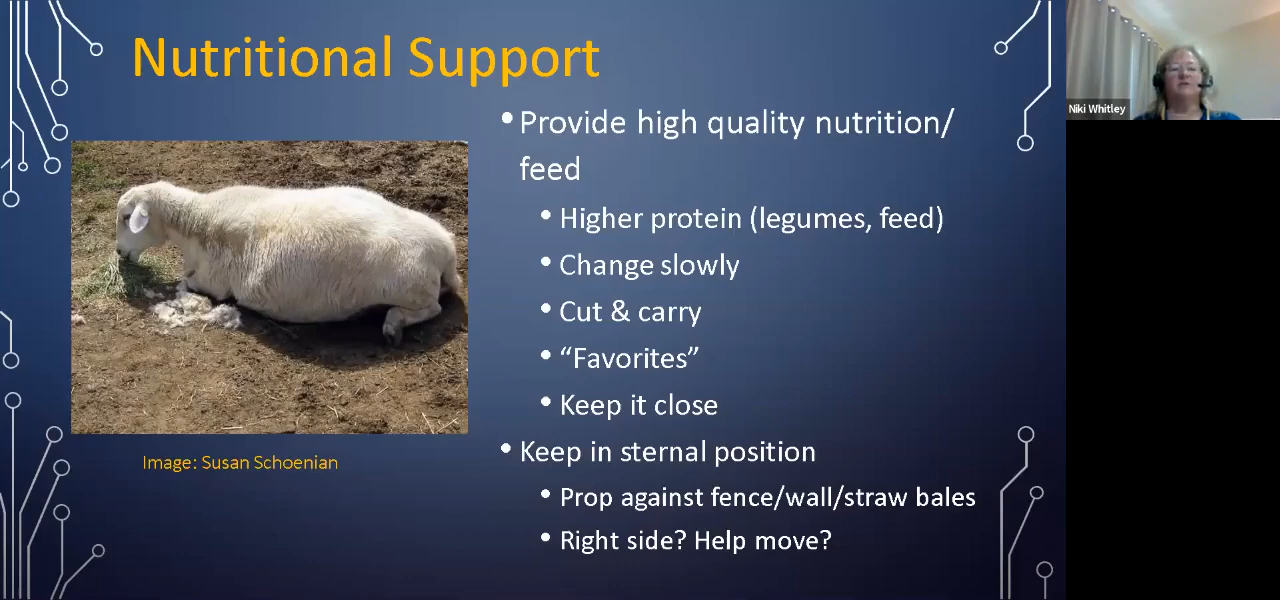 Nutritional Support
• Provide high quality nutrition/
feed
• Higher protein (legumes, feed)
• Change slowly
• Cut & carry
• “Favorites”
• Keep it close
• Keep in sternal position
• Prop against fence/wall/straw bales
• Right side? Help move?
Image: Susan Schoenian
Niki Whitley